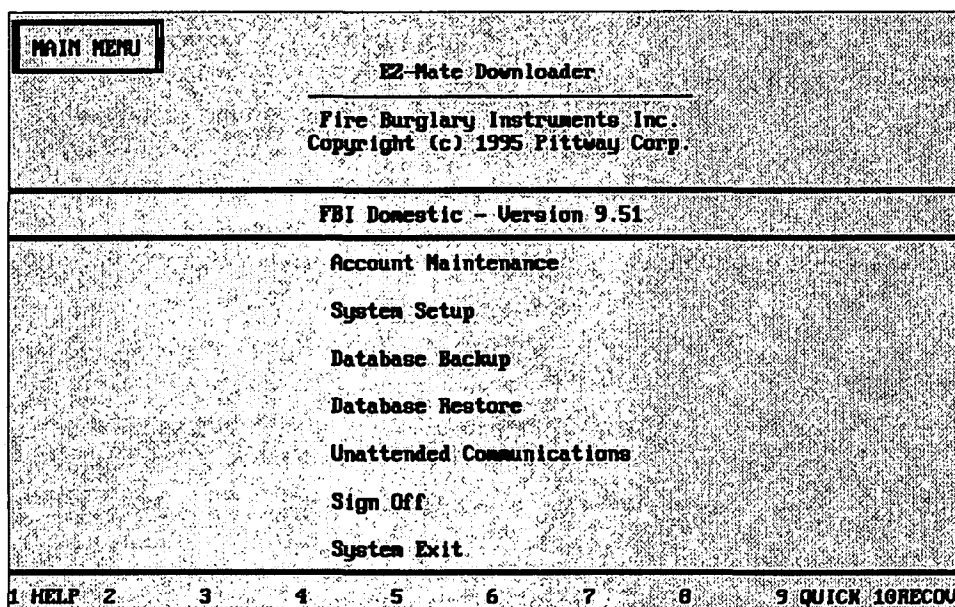 MAIN MENU
EZ-Mate Downloader
Fire Burglary Instruments Inc.
Copyright (c) 1995 Pittway Corp.
FBI Domestic - Version 9.51
Account Maintenance
System Setup
Database Backup
Database Restore
Unattended Communications
Sign Off
System Exit
1 HELP 2 3 4 5 6 7 8 9 QUICK 10RECOV